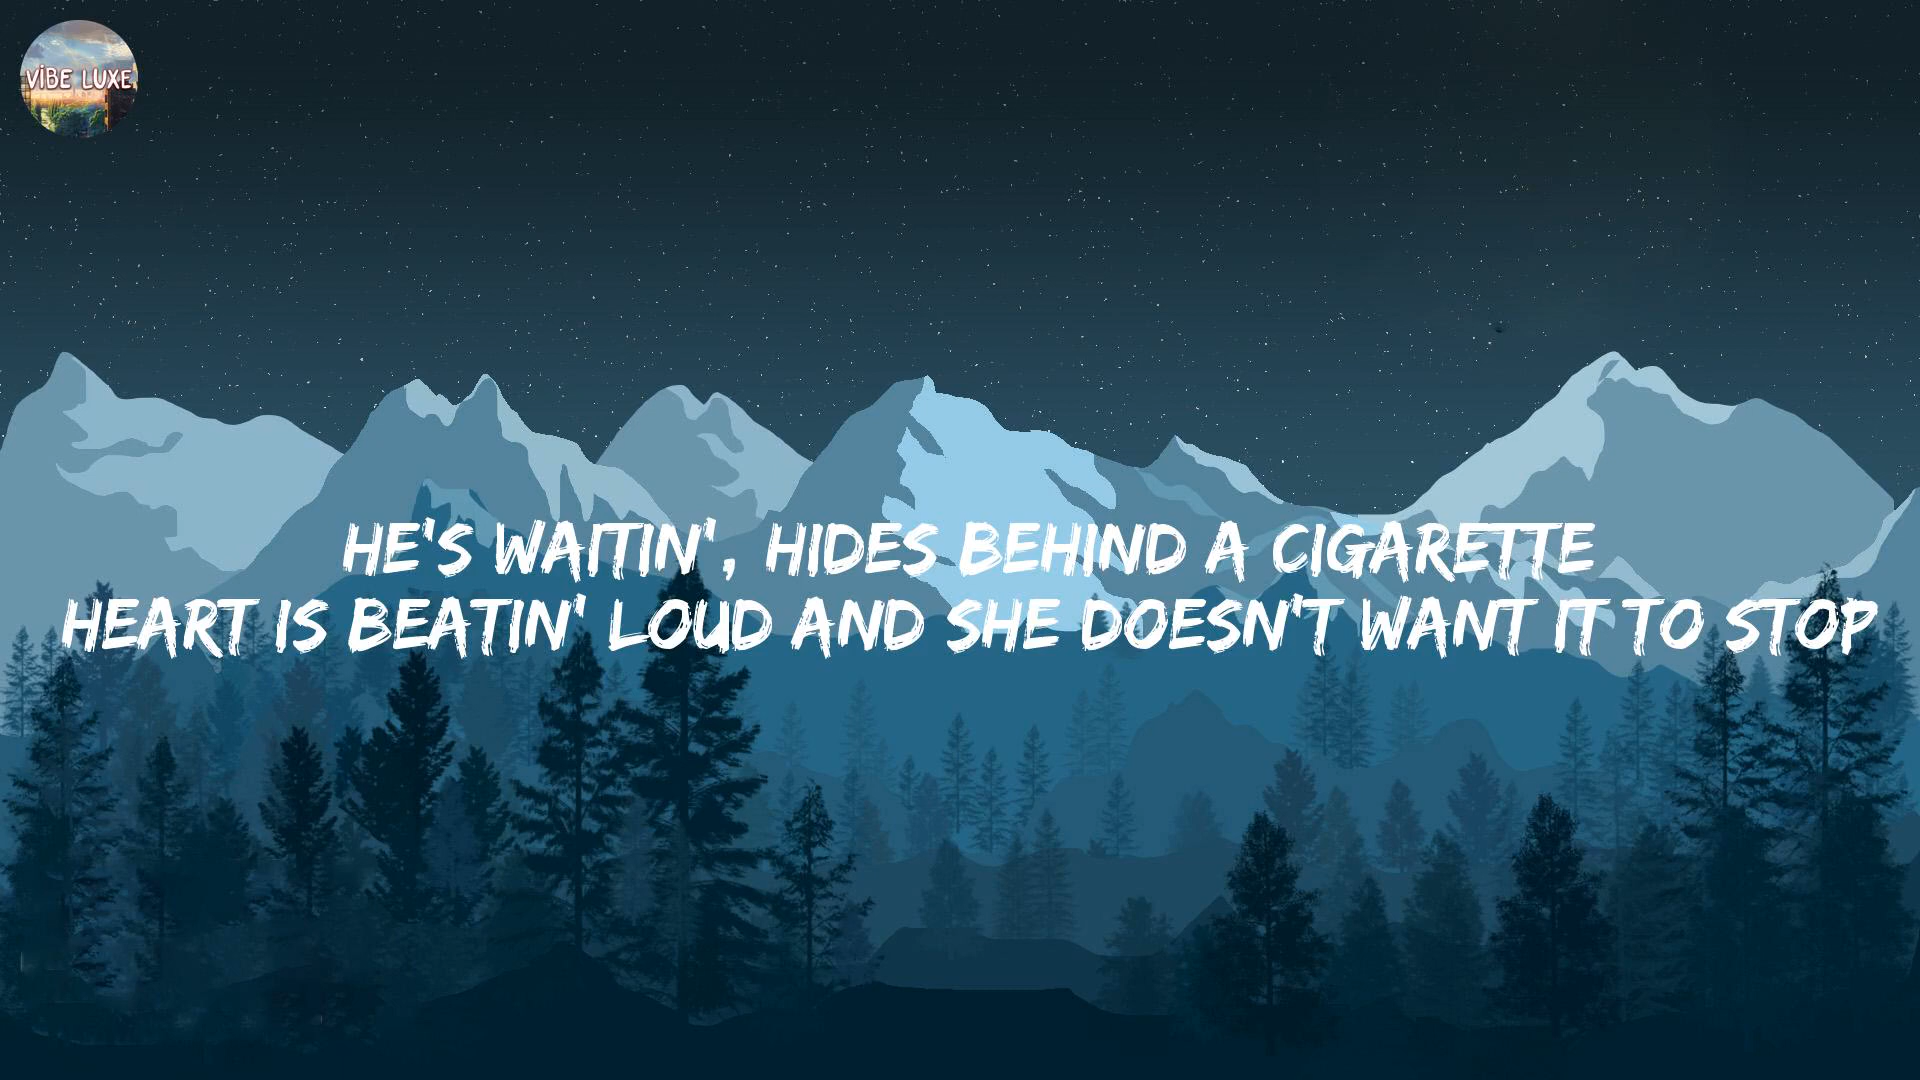 VIBE LUXE
HE'S WAITIN', HIDES BEHIND A CIGARETTE
HEART IS BEATIN' LOUD AND SHE DOESN'T WANT IT TO STOP